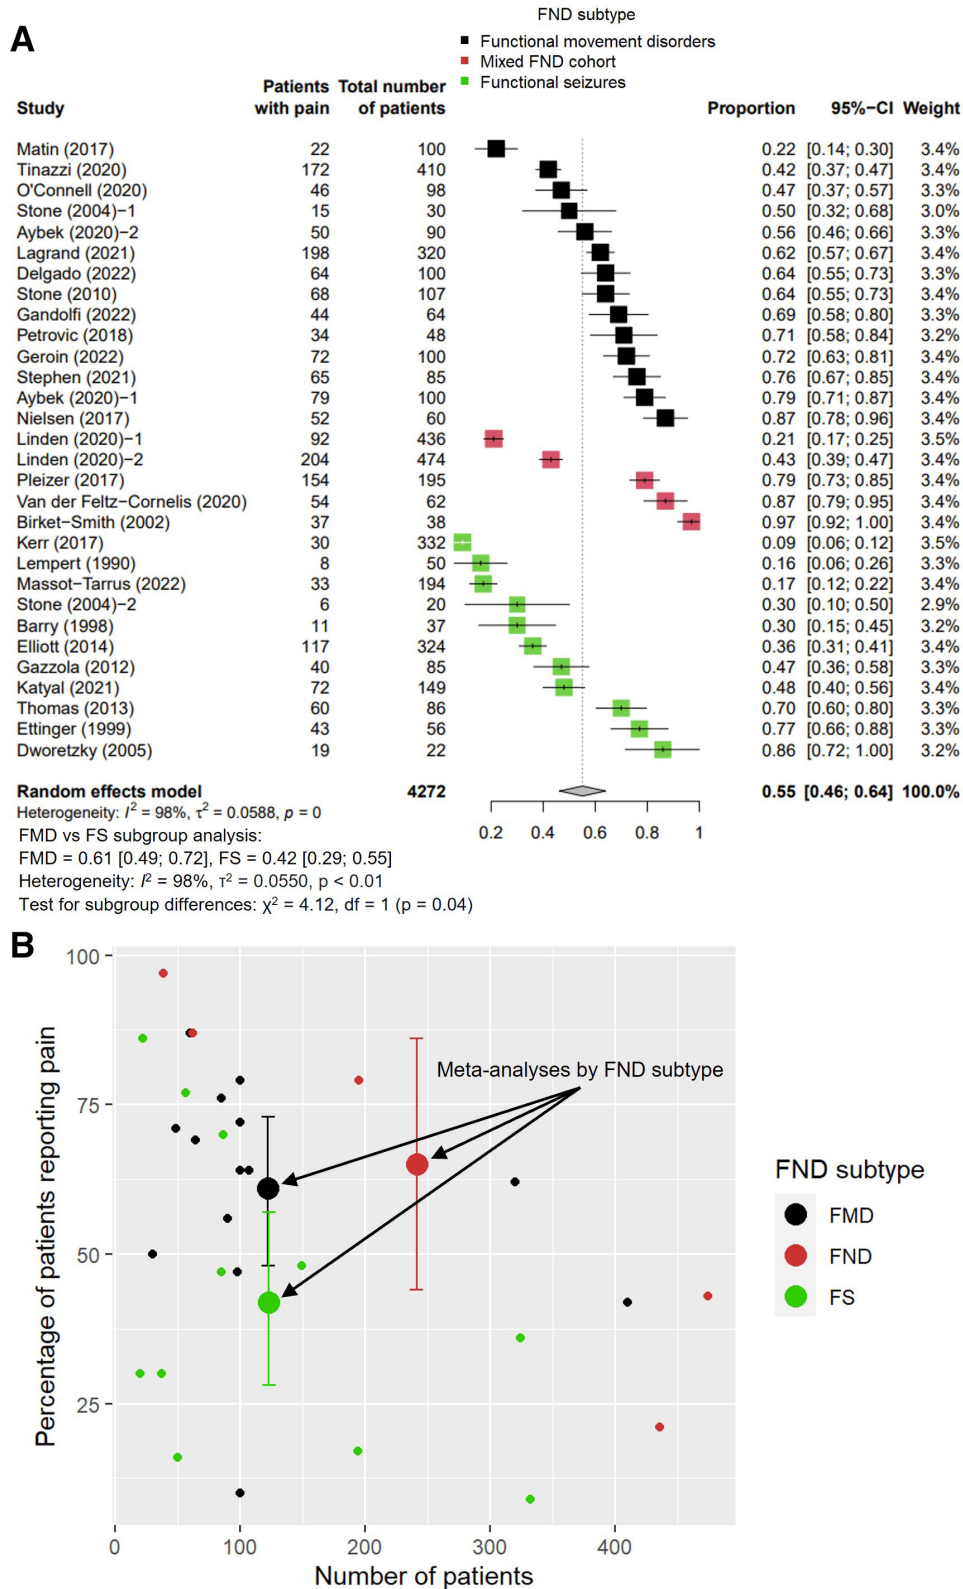 A
FND subtype
Functional movement disorders
Mixed FND cohort
Functional seizures
Patients Total number
Study with pain of patients Proportion 95%−CI Weight
Matin (2017) 22 100 0.22 [0.14; 0.30] 3.4%
Tinazzi (2020) 172 410 0.42 [0.37; 0.47] 3.4%
O'Connell (2020) 46 98 0.47 [0.37; 0.57] 3.3%
Stone (2004)−1 15 30 0.50 [0.32; 0.68] 3.0%
Aybek (2020)−2 50 90 0.56 [0.46; 0.66] 3.3%
Lagrand (2021) 198 320 0.62 [0.57; 0.67] 3.4%
Delgado (2022) 64 100 0.64 [0.55; 0.73] 3.3%
Stone (2010) 68 107 0.64 [0.55; 0.73] 3.4%
Gandolfi (2022) 44 64 0.69 [0.58; 0.80] 3.3%
Petrovic (2018) 34 48 0.71 [0.58; 0.84] 3.2%
Geroin (2022) 72 100 0.72 [0.63; 0.81] 3.4%
Stephen (2021) 65 85 0.76 [0.67; 0.85] 3.4%
Aybek (2020)−1 79 100 0.79 [0.71; 0.87] 3.4%
Nielsen (2017) 52 60 0.87 [0.78; 0.96] 3.4%
Linden (2020)−1 92 436 0.21 [0.17; 0.25] 3.5%
Linden (2020)−2 204 474 0.43 [0.39; 0.47] 3.4%
Pleizer (2017) 154 195 0.79 [0.73; 0.85] 3.4%
Van der Feltz−Cornelis (2020) 54 62 0.87 [0.79; 0.95] 3.4%
Birket−Smith (2002) 37 38 0.97 [0.92; 1.00] 3.4%
Kerr (2017) 30 332 0.09 [0.06; 0.12] 3.5%
Lempert (1990) 8 50 0.16 [0.06; 0.26] 3.3%
Massot−Tarrus (2022) 33 194 0.17 [0.12; 0.22] 3.4%
Stone (2004)−2 6 20 0.30 [0.10; 0.50] 2.9%
Barry (1998) 11 37 0.30 [0.15; 0.45] 3.2%
Elliott (2014) 117 324 0.36 [0.31; 0.41] 3.4%
Gazzola (2012) 40 85 0.47 [0.36; 0.58] 3.3%
Katyal (2021) 72 149 0.48 [0.40; 0.56] 3.4%
Thomas (2013) 60 86 0.70 [0.60; 0.80] 3.3%
Ettinger (1999) 43 56 0.77 [0.66; 0.88] 3.3%
Dworetzky (2005) 19 22 0.86 [0.72; 1.00] 3.2%
Random effects model 4272 0.55 [0.46; 0.64] 100.0%
Heterogeneity: I² = 98%, τ² = 0.0588, p = 0
0.2 0.4 0.6 0.8 1
FMD vs FS subgroup analysis:
FMD = 0.61 [0.49; 0.72], FS = 0.42 [0.29; 0.55]
Heterogeneity: I² = 98%, τ² = 0.0550, p < 0.01
Test for subgroup differences: χ² = 4.12, df = 1 (p = 0.04)
B
100
75
50
25
Percentage of patients reporting pain
Meta-analyses by FND subtype
0 100 200 300 400
Number of patients
FND subtype
FMD
FND
FS